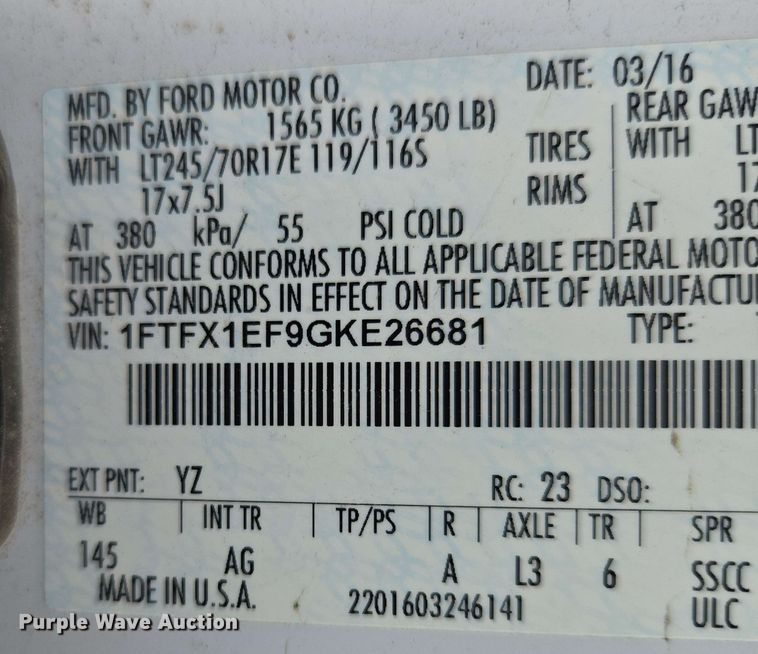 MFD. BY FORD MOTOR CO. DATE: 03/16
FRONT GAWR: 1565 KG ( 3450 LB) REAR GAW
WITH LT245/70R17E 119/116S TIRES WITH LT
17x7.5J RIMS 17
AT 380 kPa/ 55 PSI COLD AT 380
THIS VEHICLE CONFORMS TO ALL APPLICABLE FEDERAL MOTO
SAFETY STANDARDS IN EFFECT ON THE DATE OF MANUFACTU
VIN: 1FTFX1EF9GKE26681 TYPE: T
EXT PNT: YZ RC: 23 DSO:
WB INT TR TP/PS R AXLE TR SPR
145 AG A L3 6 SSCC
MADE IN U.S.A. 2201603246141 ULC
Purple Wave Auction